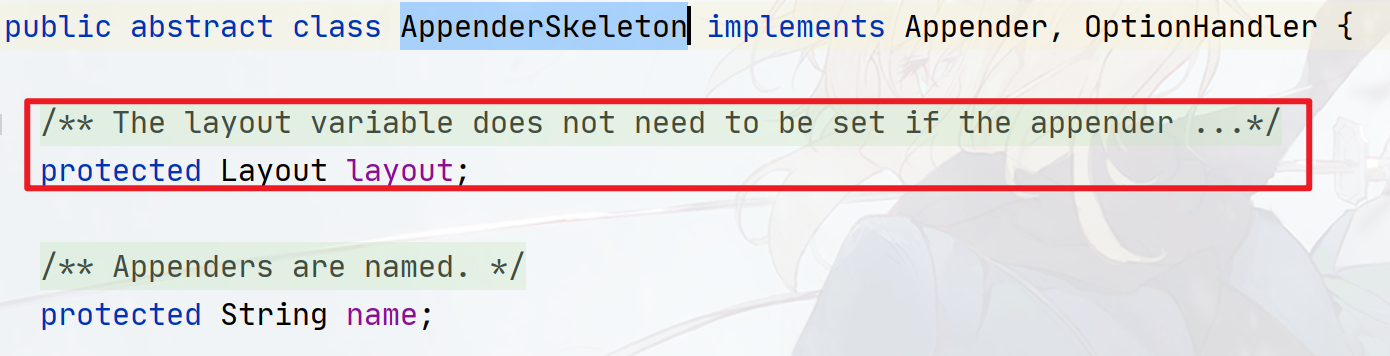 public abstract class AppenderSkeleton implements Appender, OptionHandler {
/** The layout variable does not need to be set if the appender ...*/
protected Layout layout;
/** Appenders are named. */
protected String name;